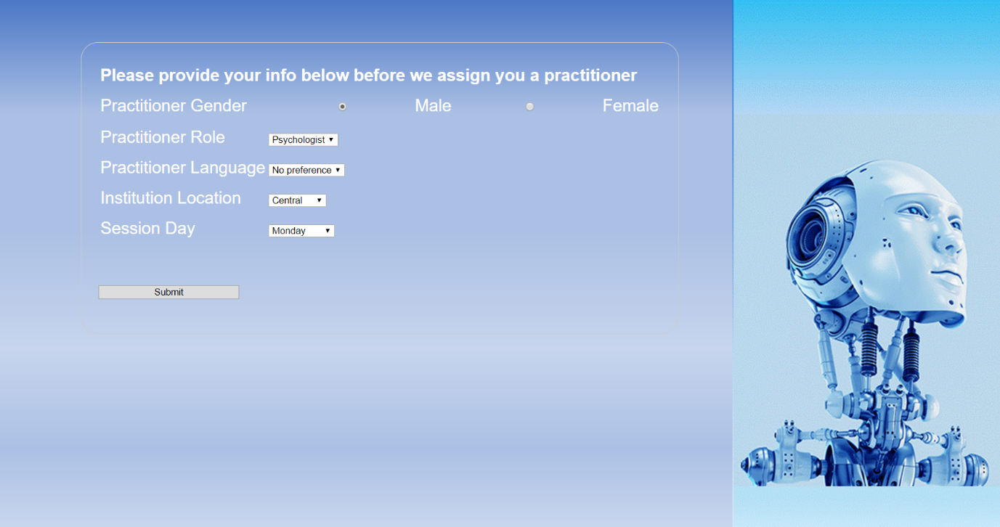 Please provide your info below before we assign you a practitioner
Practitioner Gender Male Female
Practitioner Role Psychologist
Practitioner Language No preference
Institution Location Central
Session Day Monday
Submit